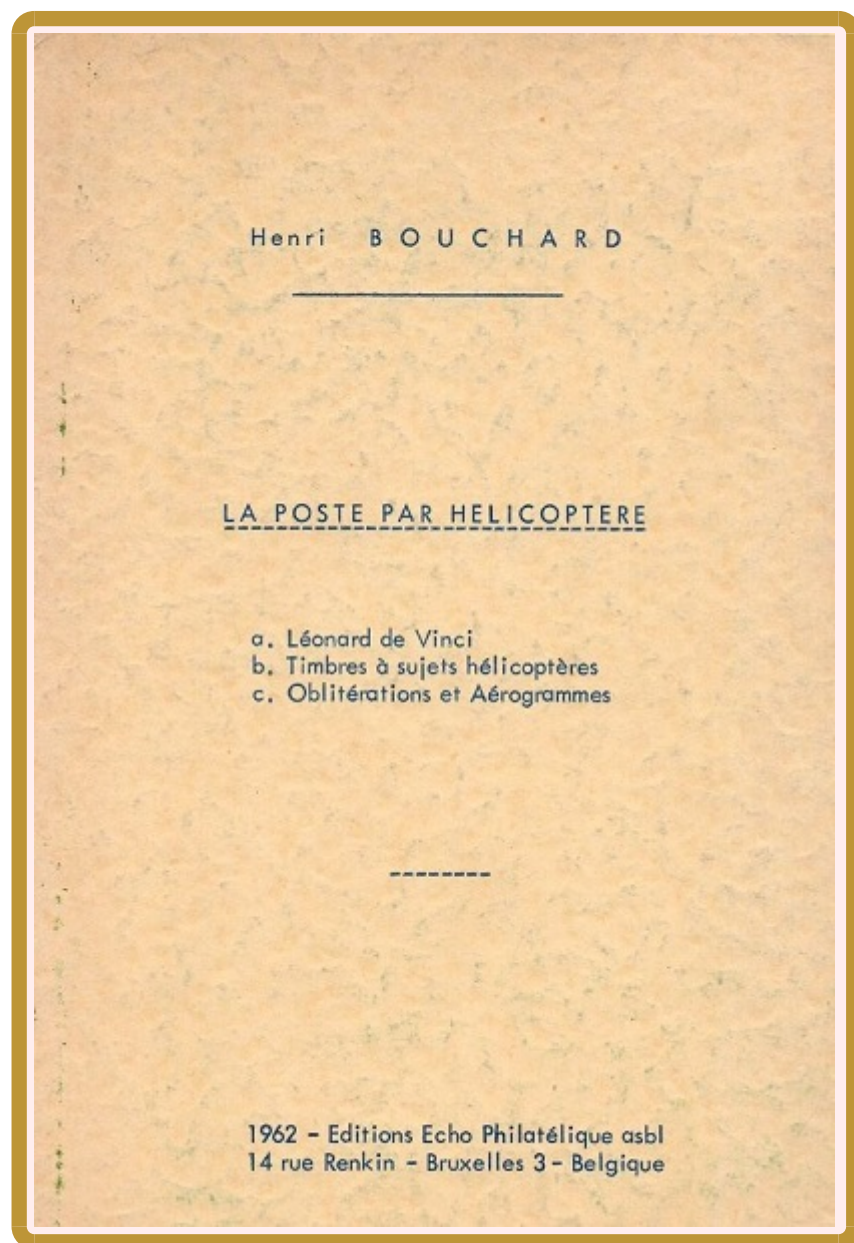 Henri BOUCHARD
LA POSTE PAR HELICOPTERE
a. Léonard de Vinci
b. Timbres à sujets hélicoptères
c. Oblitérations et Aérogrammes
1962 - Editions Echo Philatélique asbl
14 rue Renkin - Bruxelles 3 - Belgique